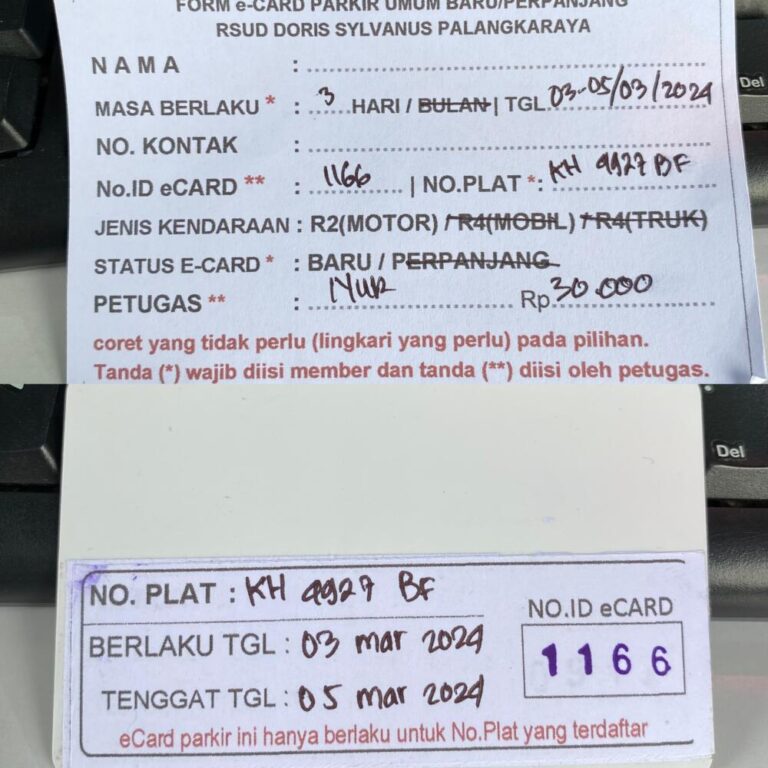 FORM e-CARD PARKIR UMUM BARU/PERPANJANG
RSUD DORIS SYLVANUS PALANGKARAYA
NAMA :
MASA BERLAKU * : 3 HARI / BULAN | TGL 03-05/03/2024
NO. KONTAK :
No.ID eCARD ** : 1166 | NO.PLAT *: KH 9927 BF
JENIS KENDARAAN : R2(MOTOR) / R4(MOBIL) / R4(TRUK)
STATUS E-CARD * : BARU / PERPANJANG
PETUGAS ** : Rp. 30.000
coret yang tidak perlu (lingkari yang perlu) pada pilihan.
Tanda (*) wajib diisi member dan tanda (**) diisi oleh petugas.
Del
Del
NO. PLAT : KH 9927 BF
BERLAKU TGL : 03 mar 2024
TENGGAT TGL : 05 mar 2024
NO.ID eCARD
1166
eCard parkir ini hanya berlaku untuk No.Plat yang terdaftar